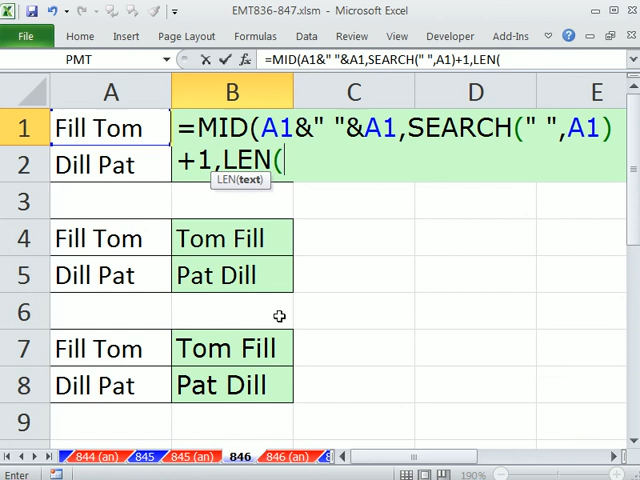 EMT836-847.xlsm - Microsoft Excel
File Home Insert Page Layout Formulas Data Review View Developer Add-Ins
PMT =MID(A1&" "&A1,SEARCH(" ",A1)+1,LEN(
A B C D E
1 Fill Tom =MID(A1&" "&A1,SEARCH(" ",A1)
2 Dill Pat +1,LEN(
LEN(text)
3
4 Fill Tom Tom Fill
5 Dill Pat Pat Dill
6
7 Fill Tom Tom Fill
8 Dill Pat Pat Dill
9
844 (an) 845 845 (an) 846 846 (an)
Enter 190%